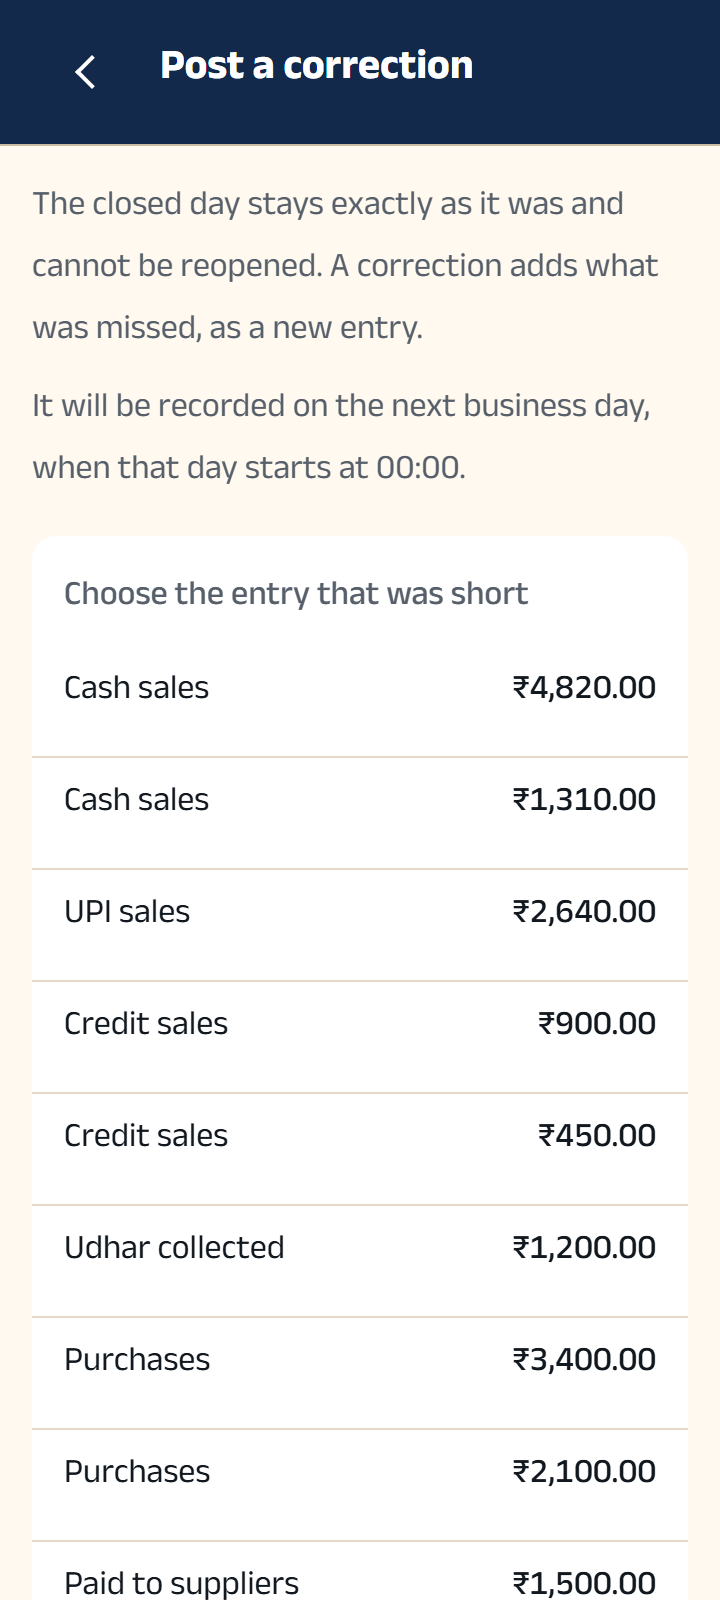 Post a correction
The closed day stays exactly as it was and
cannot be reopened. A correction adds what
was missed, as a new entry.
It will be recorded on the next business day,
when that day starts at 00:00.
Choose the entry that was short
Cash sales ₹4,820.00
Cash sales ₹1,310.00
UPI sales ₹2,640.00
Credit sales ₹900.00
Credit sales ₹450.00
Udhar collected ₹1,200.00
Purchases ₹3,400.00
Purchases ₹2,100.00
Paid to suppliers ₹1,500.00